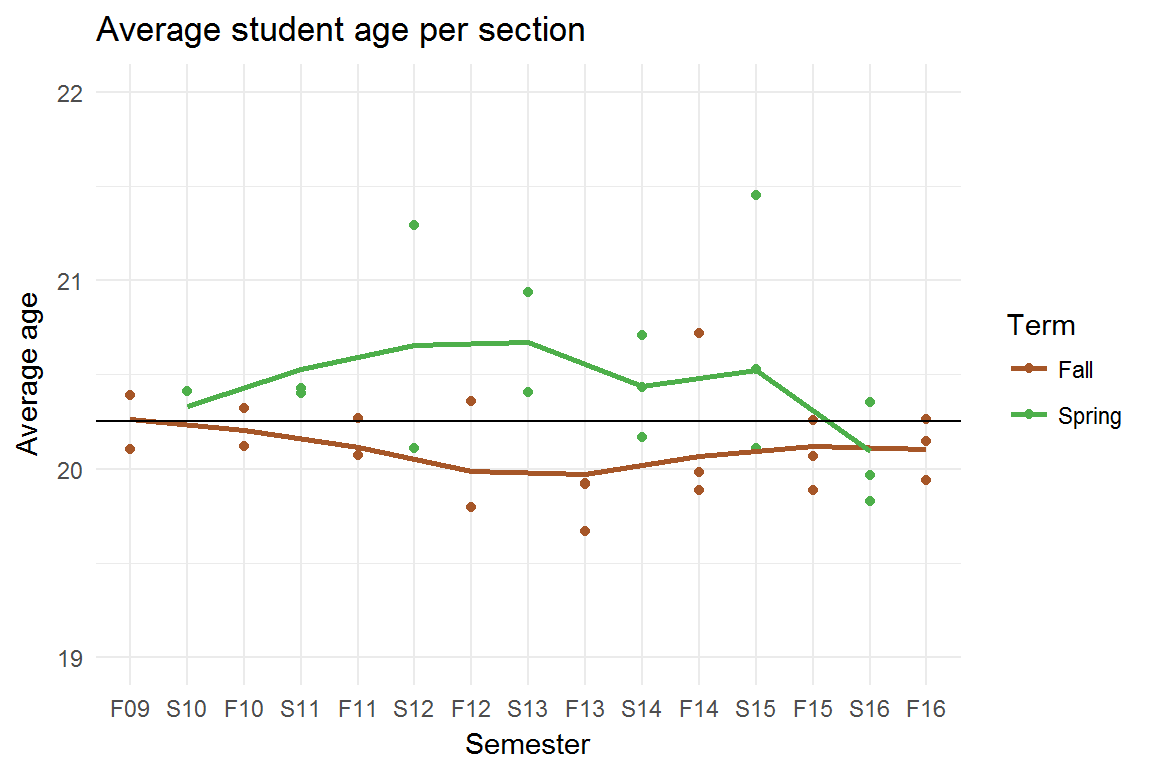 Average student age per section
22
21
20
19
Average age
F09 S10 F10 S11 F11 S12 F12 S13 F13 S14 F14 S15 F15 S16 F16
Semester
Term
Fall
Spring